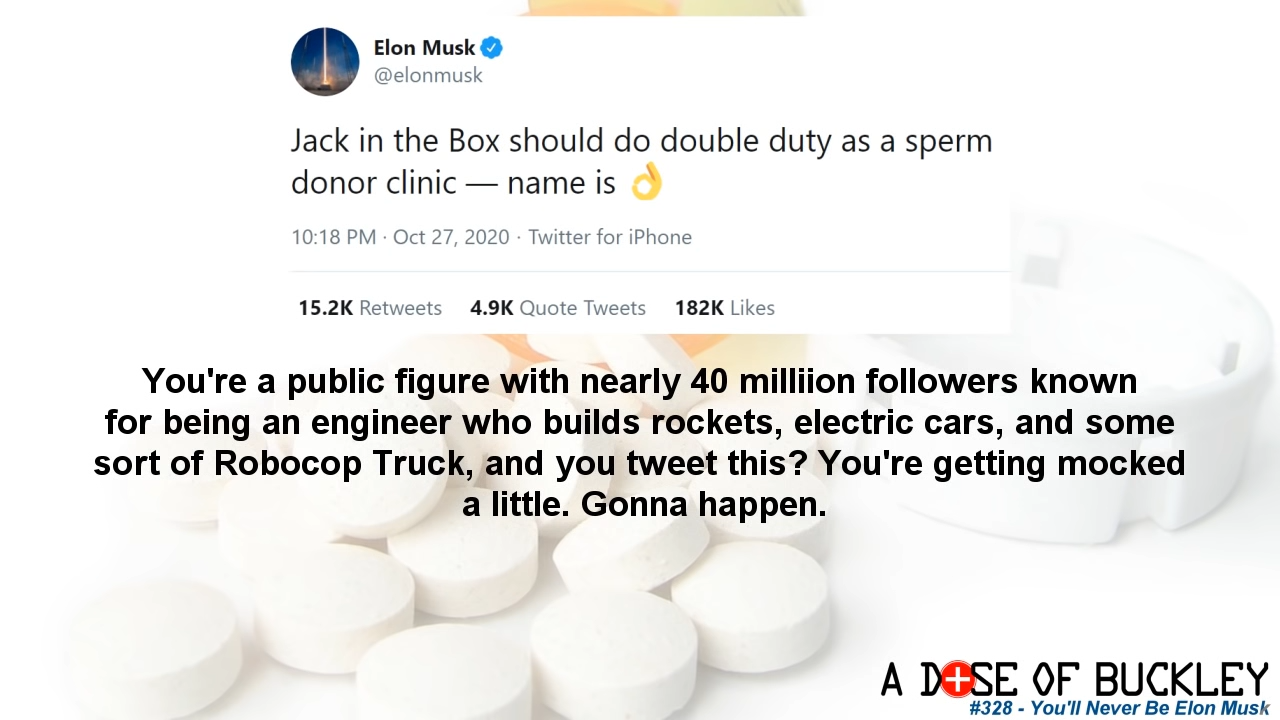 Elon Musk
@elonmusk
Jack in the Box should do double duty as a sperm
donor clinic — name is 👌
10:18 PM · Oct 27, 2020 · Twitter for iPhone
15.2K Retweets 4.9K Quote Tweets 182K Likes
You're a public figure with nearly 40 milliion followers known
for being an engineer who builds rockets, electric cars, and some
sort of Robocop Truck, and you tweet this? You're getting mocked
a little. Gonna happen.
A DOSE OF BUCKLEY
#328 - You'll Never Be Elon Musk